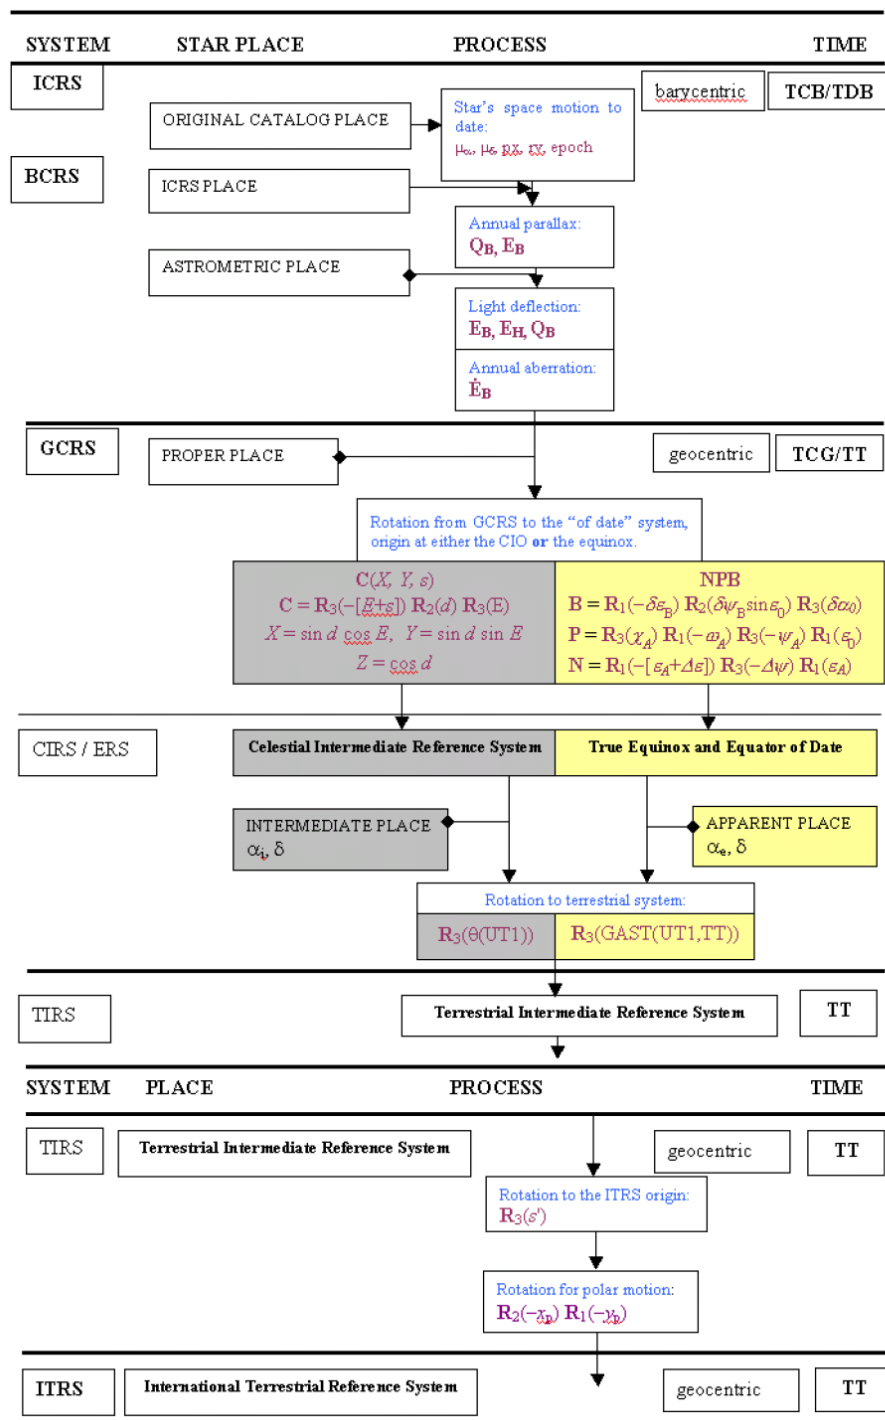 SYSTEM STAR PLACE PROCESS TIME
ICRS
barycentric TCB/TDB
ORIGINAL CATALOG PLACE
Star's space motion to
date:
μα, μδ, px, rv, epoch
BCRS
ICRS PLACE
Annual parallax:
QB, EB
ASTROMETRIC PLACE
Light deflection:
EB, EH, QB
Annual aberration:
ĖB
GCRS
PROPER PLACE
geocentric TCG/TT
Rotation from GCRS to the “of date” system,
origin at either the CIO or the equinox.
C(X, Y, s)
C = R3(-[E+s]) R2(d) R3(E)
X = sin d cos E, Y = sin d sin E
Z = cos d
NPB
B = R1(-δεB) R2(δψB sin ε0) R3(δα0)
P = R3(χA) R1(-ωA) R3(-ψA) R1(ε0)
N = R1(-[εA+Δε]) R3(-Δψ) R1(εA)
CIRS / ERS
Celestial Intermediate Reference System
True Equinox and Equator of Date
INTERMEDIATE PLACE
αi, δ
APPARENT PLACE
αe, δ
Rotation to terrestrial system:
R3(θ(UT1))
R3(GAST(UT1,TT))
TIRS
Terrestrial Intermediate Reference System
TT
SYSTEM PLACE PROCESS TIME
TIRS
Terrestrial Intermediate Reference System
geocentric TT
Rotation to the ITRS origin:
R3(s')
Rotation for polar motion:
R2(-xp) R1(-yp)
ITRS
International Terrestrial Reference System
geocentric TT